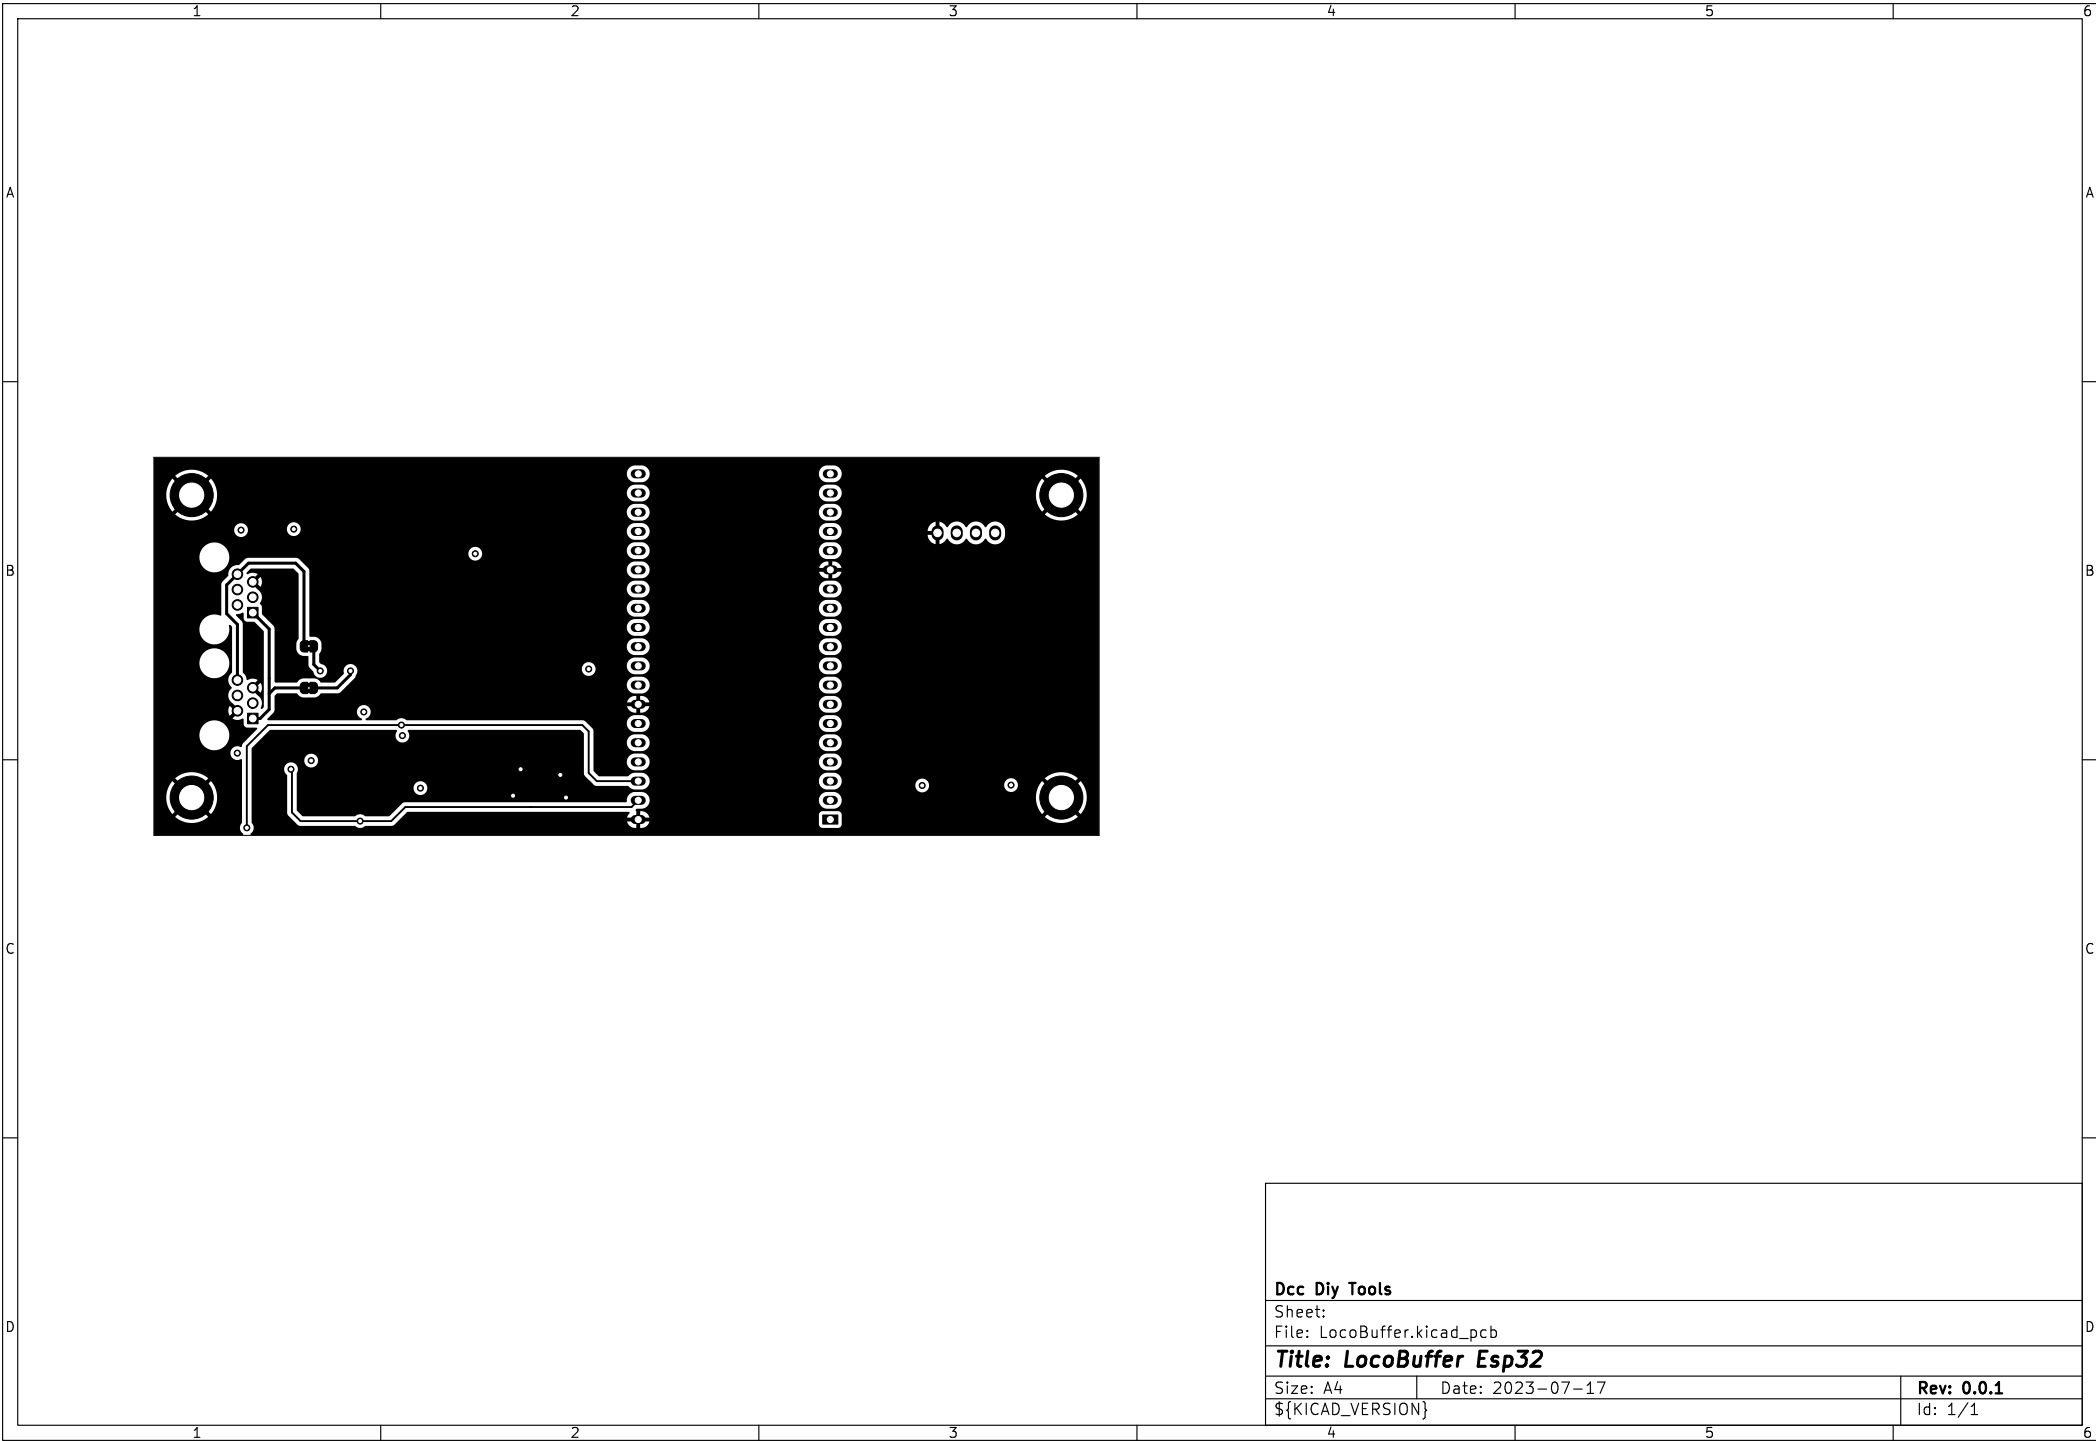 1 2 3 4 5 6
A A
B B
C C
Dcc Diy Tools
Sheet:
File: LocoBuffer.kicad_pcb
D D
Title: LocoBuffer Esp32
Size: A4 Date: 2023-07-17 Rev: 0.0.1
${KICAD_VERSION} Id: 1/1
1 2 3 4 5 6